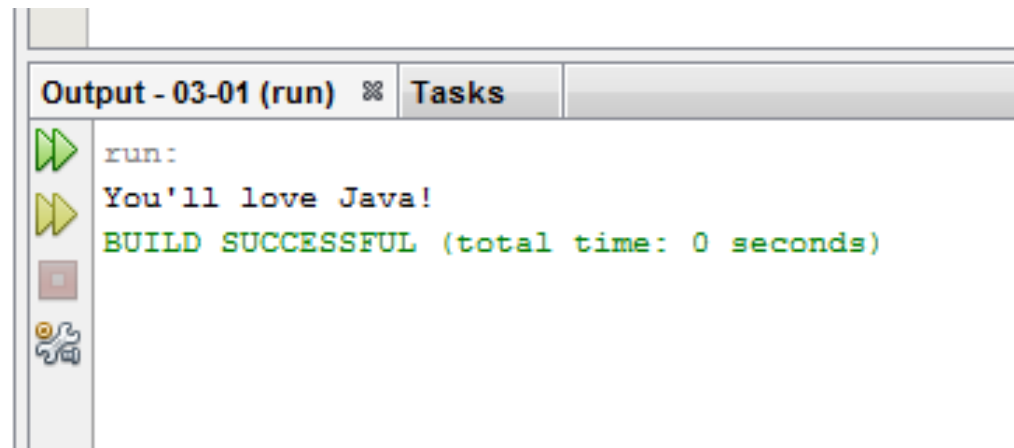 Output - 03-01 (run) Tasks
run:
You'll love Java!
BUILD SUCCESSFUL (total time: 0 seconds)